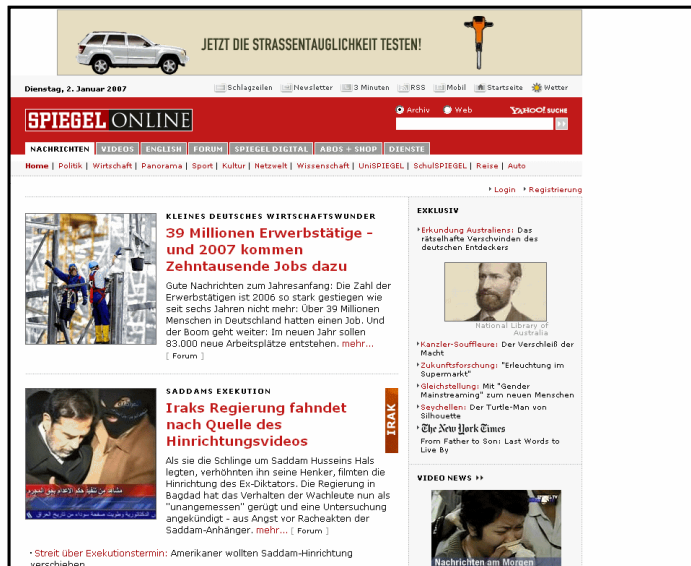 JETZT DIE STRASSENTAUGLICHKEIT TESTEN!
Dienstag, 2. Januar 2007
Schlagzeilen Newsletter 3 Minuten RSS Mobil Startseite Wetter
SPIEGEL ONLINE
Archiv Web YAHOO! SUCHE
NACHRICHTEN VIDEOS ENGLISH FORUM SPIEGEL DIGITAL ABOS + SHOP DIENSTE
Home | Politik | Wirtschaft | Panorama | Sport | Kultur | Netzwelt | Wissenschaft | UniSPIEGEL | SchulSPIEGEL | Reise | Auto
Login Registrierung
KLEINES DEUTSCHES WIRTSCHAFTSWUNDER
39 Millionen Erwerbstätige -
und 2007 kommen
Zehntausende Jobs dazu
Gute Nachrichten zum Jahresanfang: Die Zahl der
Erwerbstätigen ist 2006 so stark gestiegen wie
seit sechs Jahren nicht mehr: Über 39 Millionen
Menschen in Deutschland hatten einen Job. Und
der Boom geht weiter: Im neuen Jahr sollen
83.000 neue Arbeitsplätze entstehen. mehr...
[ Forum ]
SADDAMS EXEKUTION
Iraks Regierung fahndet
nach Quelle des
Hinrichtungsvideos
IRAK
Als sie die Schlinge um Saddam Husseins Hals
legten, verhöhnten ihn seine Henker, filmten die
Hinrichtung des Ex-Diktators. Die Regierung in
Bagdad hat das Verhalten der Wachleute nun als
"unangemessen" gerügt und eine Untersuchung
angekündigt - aus Angst vor Racheakten der
Saddam-Anhänger. mehr... [ Forum ]
Streit über Exekutionstermin: Amerikaner wollten Saddam-Hinrichtung
verschieben
EXKLUSIV
Erkundung Australiens: Das
rätselhafte Verschwinden des
deutschen Entdeckers
National Library of
Australia
Kanzler-Souffleure: Der Verschleiß der
Macht
Zukunftsforschung: "Erleuchtung im
Supermarkt"
Gleichstellung: Mit "Gender
Mainstreaming" zum neuen Menschen
Seychellen: Der Turtle-Man von
Silhouette
The New York Times
From Father to Son: Last Words to
Live By
VIDEO NEWS
Nachrichten am Morgen